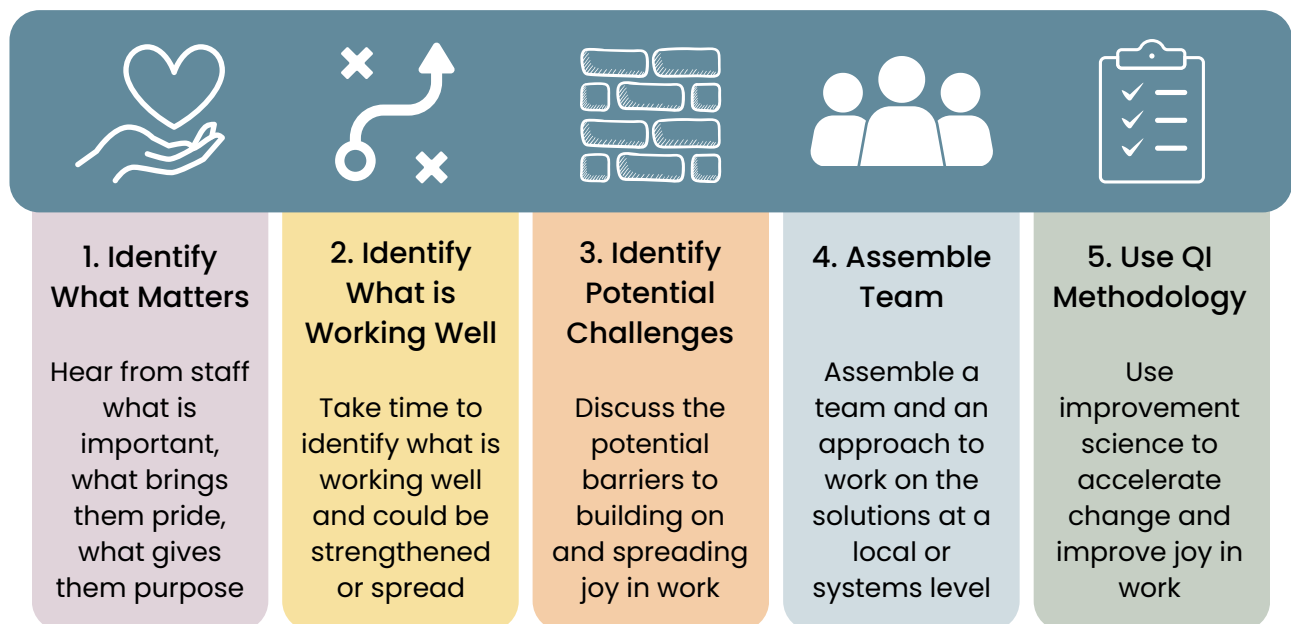 1. Identify
What Matters
Hear from staff
what is
important,
what brings
them pride,
what gives
them purpose
2. Identify
What is
Working Well
Take time to
identify what is
working well
and could be
strengthened
or spread
3. Identify
Potential
Challenges
Discuss the
potential
barriers to
building on
and spreading
joy in work
4. Assemble
Team
Assemble a
team and an
approach to
work on the
solutions at a
local or
systems level
5. Use QI
Methodology
Use
improvement
science to
accelerate
change and
improve joy in
work